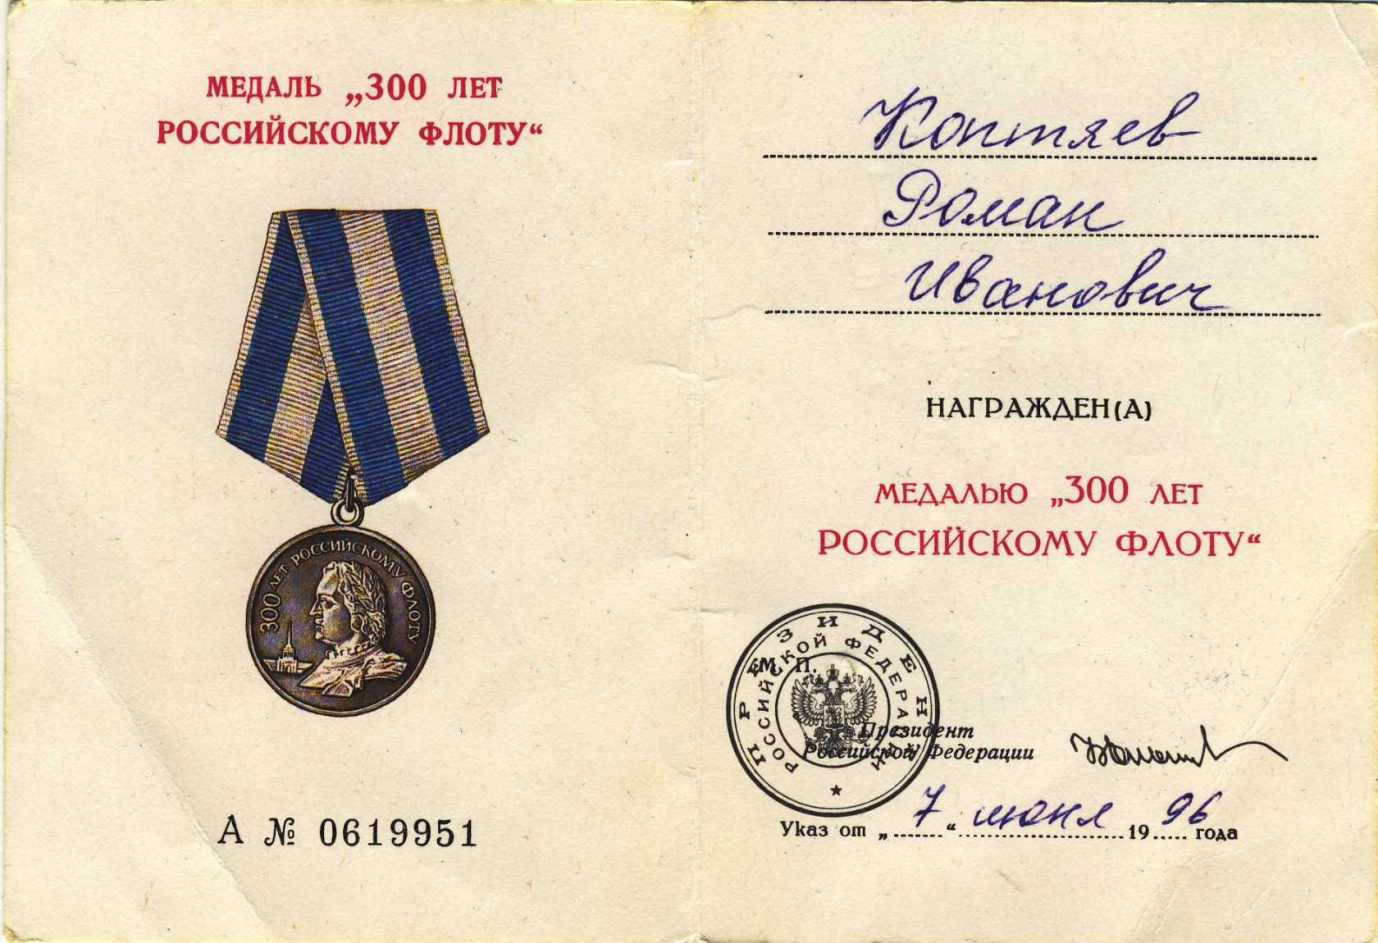 МЕДАЛЬ „300 ЛЕТ
РОССИЙСКОМУ ФЛОТУ“
300 ЛЕТ РОССИЙСКОМУ ФЛОТУ
А № 0619951
Коптяев
Роман
Иванович
НАГРАЖДЕН(А)
МЕДАЛЬЮ „300 ЛЕТ
РОССИЙСКОМУ ФЛОТУ“
ПРЕЗИДЕНТ
РОССИЙСКОЙ ФЕДЕРАЦИИ
М. П.
Президент
Российской Федерации
Указ от „7“ июня 1996 года